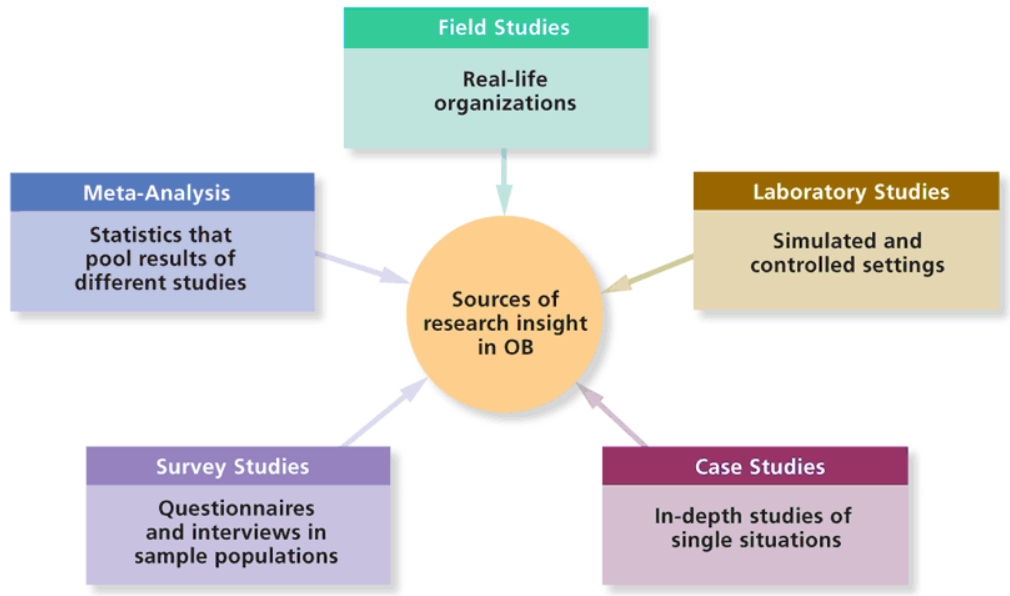 Field Studies
Real-life
organizations
Meta-Analysis
Statistics that
pool results of
different studies
Laboratory Studies
Simulated and
controlled settings
Sources of
research insight
in OB
Survey Studies
Questionnaires
and interviews in
sample populations
Case Studies
In-depth studies of
single situations